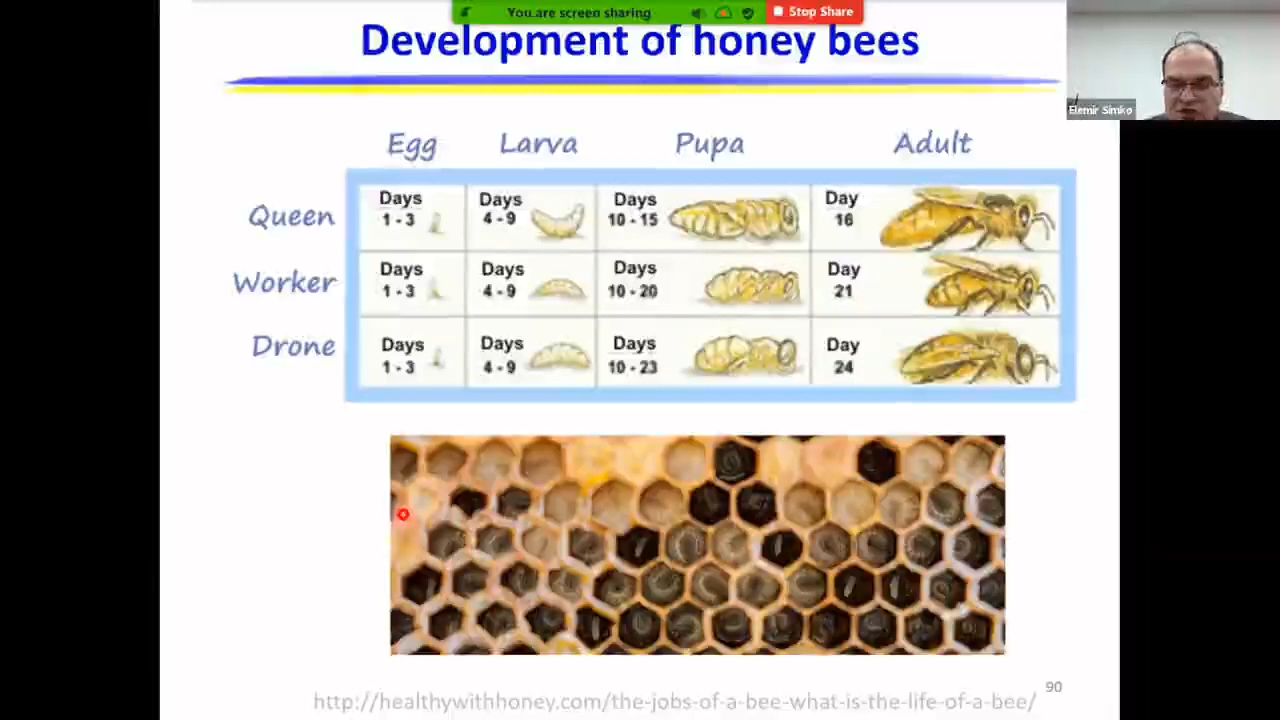 You are screen sharing
Stop Share
Development of honey bees
Elemir Simko
Egg Larva Pupa Adult
Queen
Days 1 - 3
Days 4 - 9
Days 10 - 15
Day 16
Worker
Days 1 - 3
Days 4 - 9
Days 10 - 20
Day 21
Drone
Days 1 - 3
Days 4 - 9
Days 10 - 23
Day 24
90
http://healthywithhoney.com/the-jobs-of-a-bee-what-is-the-life-of-a-bee/